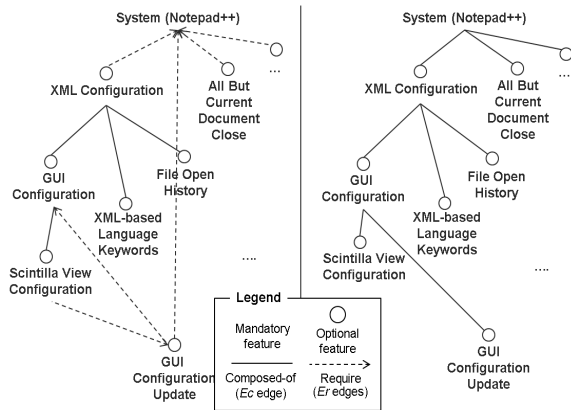 System (Notepad++)
...
XML Configuration
All But
Current
Document
Close
GUI
Configuration
File Open
History
XML-based
Language
Keywords
Scintilla View
Configuration
....
GUI
Configuration
Update
System (Notepad++)
...
XML Configuration
All But
Current
Document
Close
GUI
Configuration
File Open
History
XML-based
Language
Keywords
Scintilla View
Configuration
....
GUI
Configuration
Update
Legend
Mandatory
feature
Optional
feature
Composed-of
(Ec edge)
Require
(Er edges)